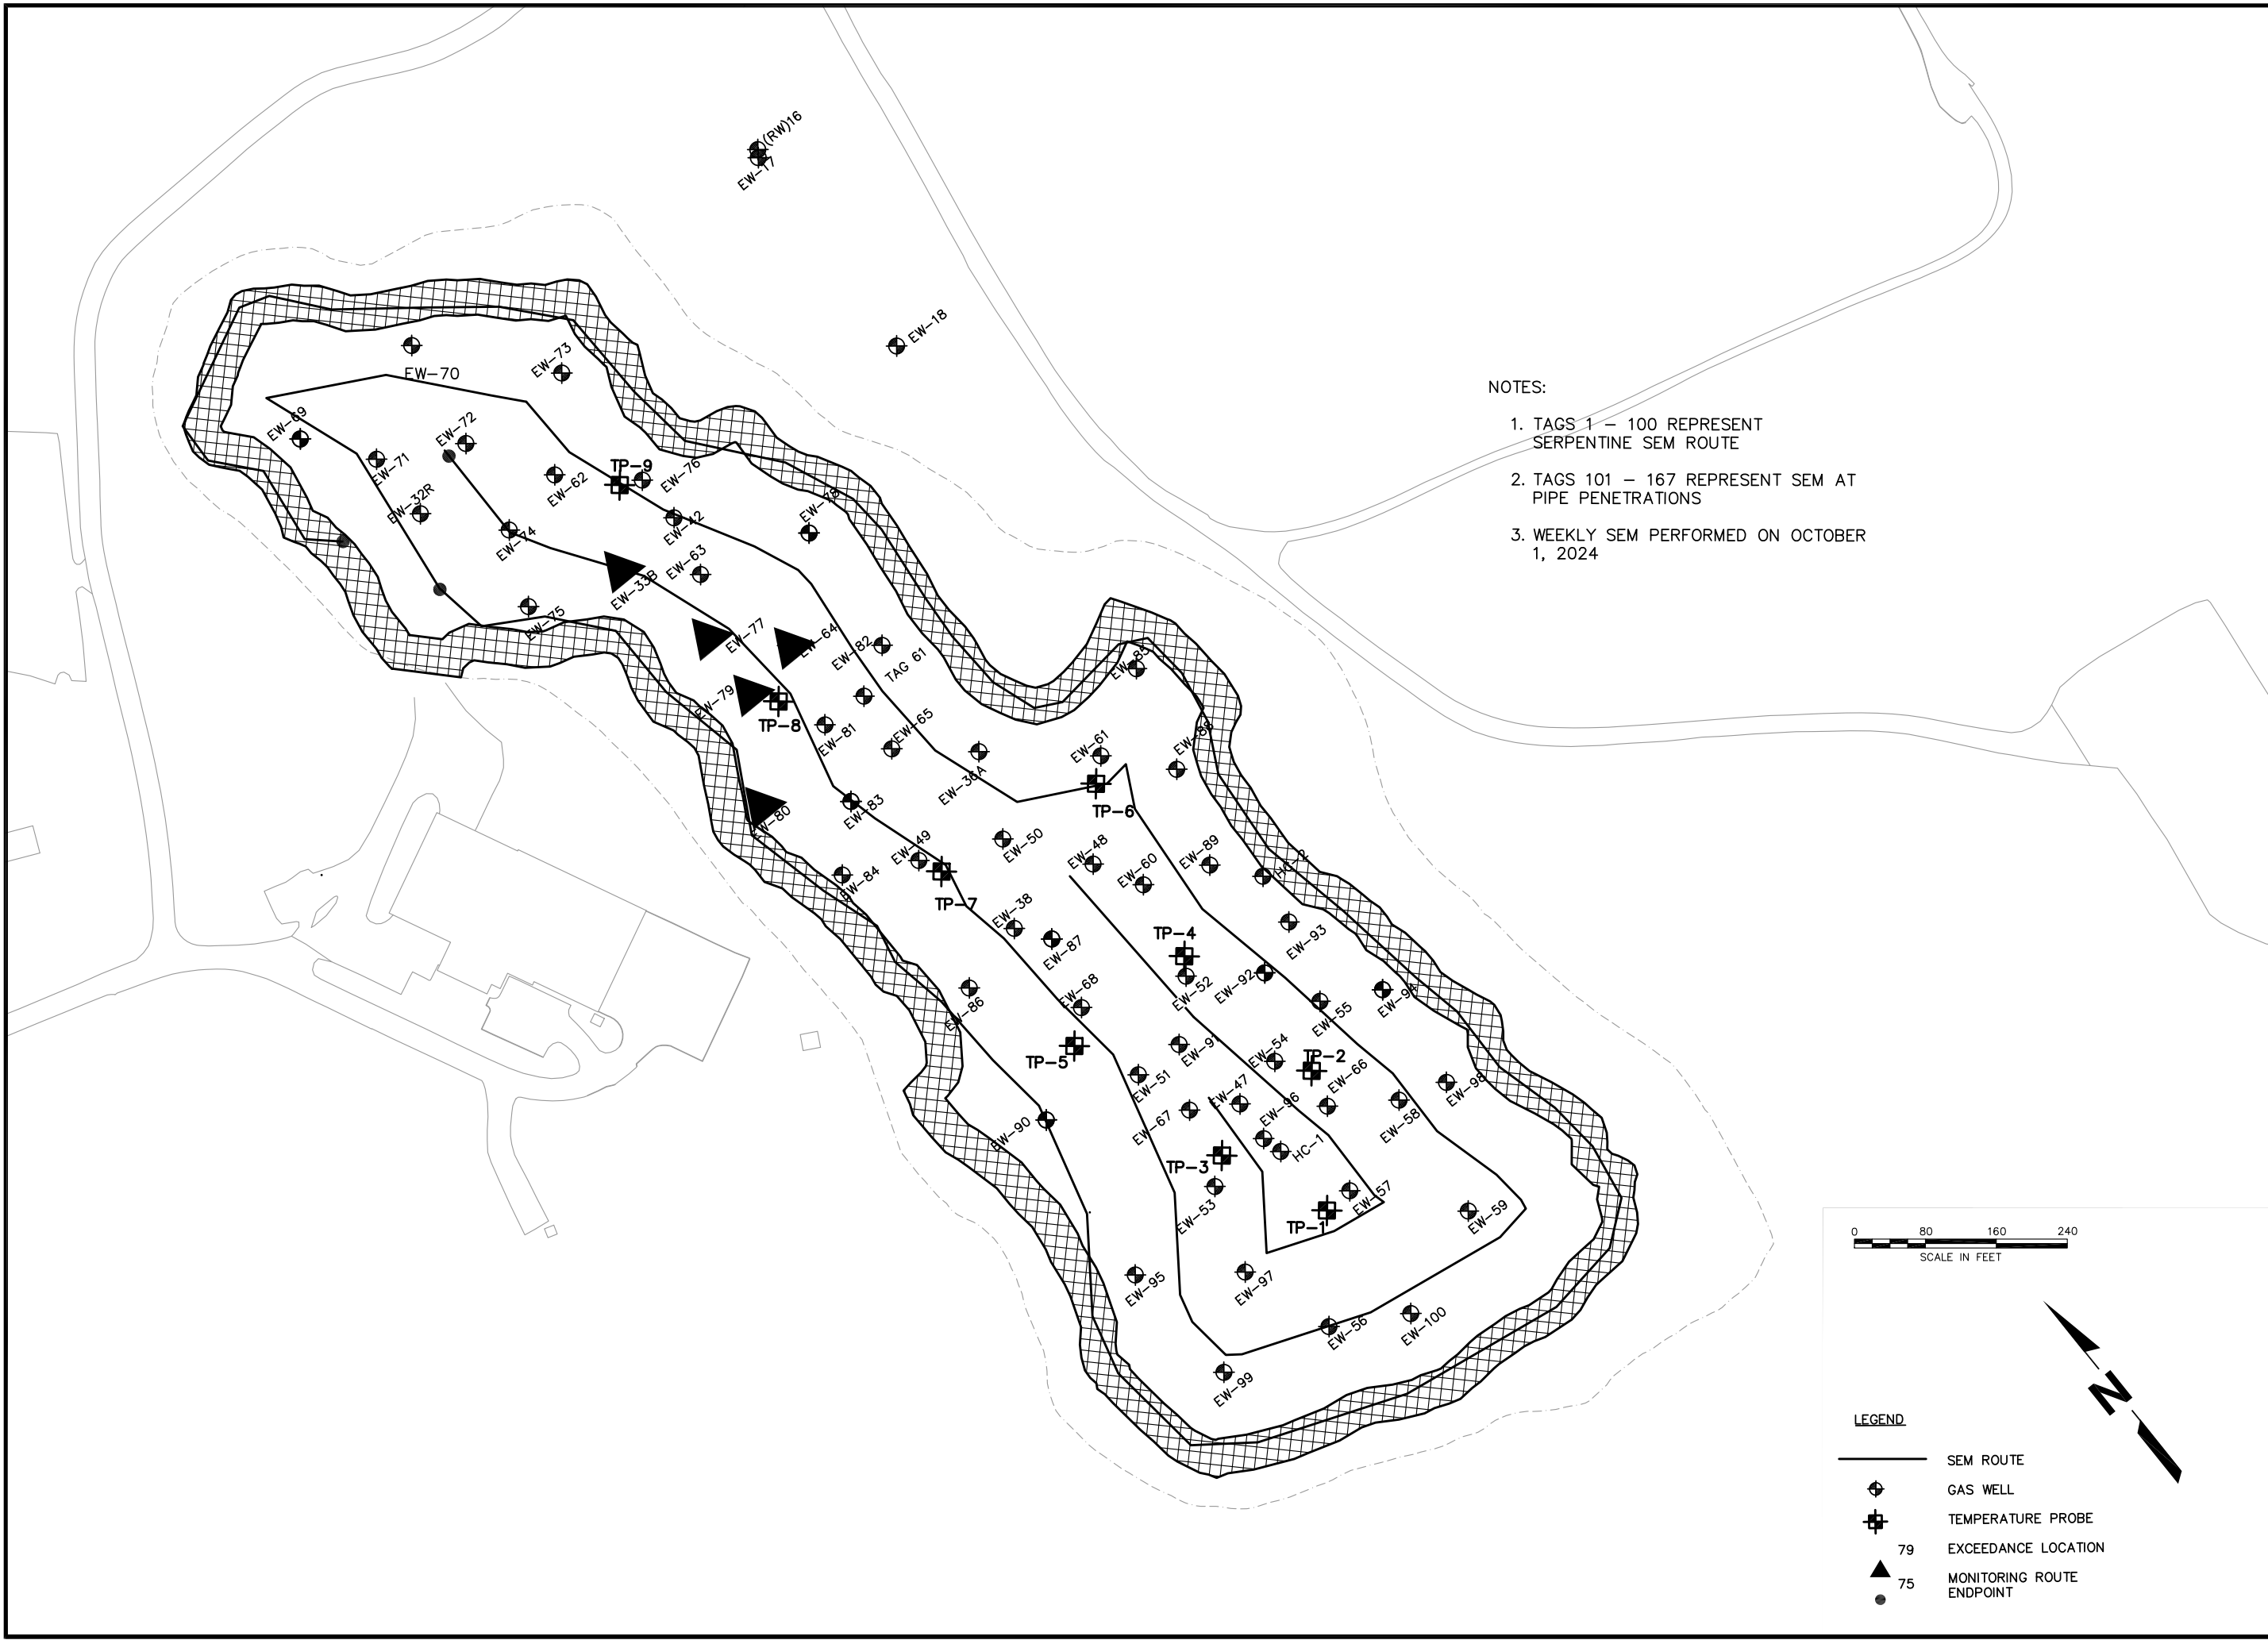 (RW)16
EW-17
EW-18
EW-73
EW-70
NOTES:
1. TAGS 1 - 100 REPRESENT
SERPENTINE SEM ROUTE
2. TAGS 101 - 167 REPRESENT SEM AT
PIPE PENETRATIONS
3. WEEKLY SEM PERFORMED ON OCTOBER
1, 2024
EW-69
EW-72
EW-71
TP-9
EW-76
EW-62
EW-32R
EW-78
EW-42
EW-74
EW-63
EW-33B
EW-75
EW-77
EW-64
EW-82
TAG 61
EW-85
EW-79
TP-8
EW-81
EW-65
EW-61
EW-88
EW-36A
TP-6
EW-80
EW-83
EW-49
EW-50
EW-48
EW-60
EW-89
HC-2
EW-84
TP-7
EW-38
EW-87
TP-4
EW-93
EW-52
EW-92
EW-94
EW-86
EW-68
EW-55
TP-5
EW-91
EW-54
TP-2
EW-51
EW-47
EW-66
EW-98
EW-67
EW-96
EW-58
EW-90
HC-1
TP-3
EW-53
EW-57
TP-1
EW-59
EW-95
EW-97
EW-56
EW-100
EW-99
0 80 160 240
SCALE IN FEET
N
LEGEND
SEM ROUTE
GAS WELL
TEMPERATURE PROBE
79 EXCEEDANCE LOCATION
75 MONITORING ROUTE
ENDPOINT